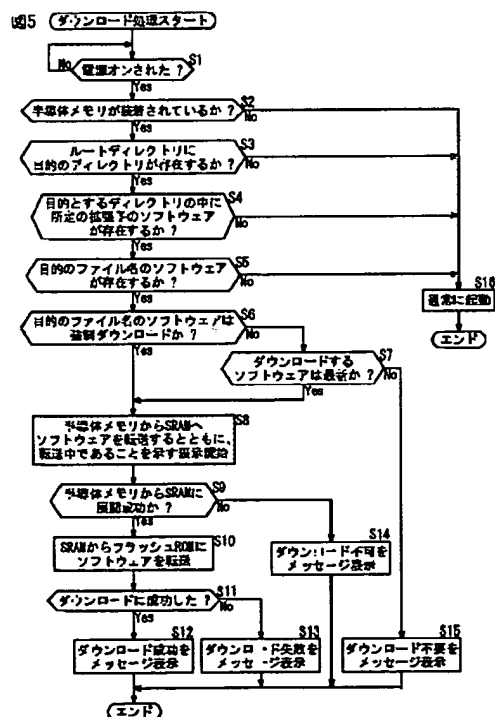 図5
ダウンロード処理スタート
S1
電源オンされた？
No
Yes
S2
半導体メモリが装着されているか？
No
Yes
S3
ルートディレクトリに
目的のディレクトリが存在するか？
No
Yes
S4
目的とするディレクトリの中に
所定の拡張子のソフトウェア
が存在するか？
No
Yes
S5
目的のファイル名のソフトウェア
が存在するか？
No
Yes
S16
通常に起動
エンド
S6
目的のファイル名のソフトウェアは
強制ダウンロードか？
No
Yes
S7
ダウンロードする
ソフトウェアは最新か？
No
Yes
S8
半導体メモリからSRAMへ
ソフトウェアを転送するとともに、
転送中であることを示す表示開始
S9
半導体メモリからSRAMに
展開成功か？
No
Yes
S10
SRAMからフラッシュROMに
ソフトウェアを転送
S14
ダウンロード不可を
メッセージ表示
S11
ダウンロードに成功した？
No
Yes
S12
ダウンロード成功を
メッセージ表示
S13
ダウンロード失敗を
メッセージ表示
S15
ダウンロード不要を
メッセージ表示
エンド